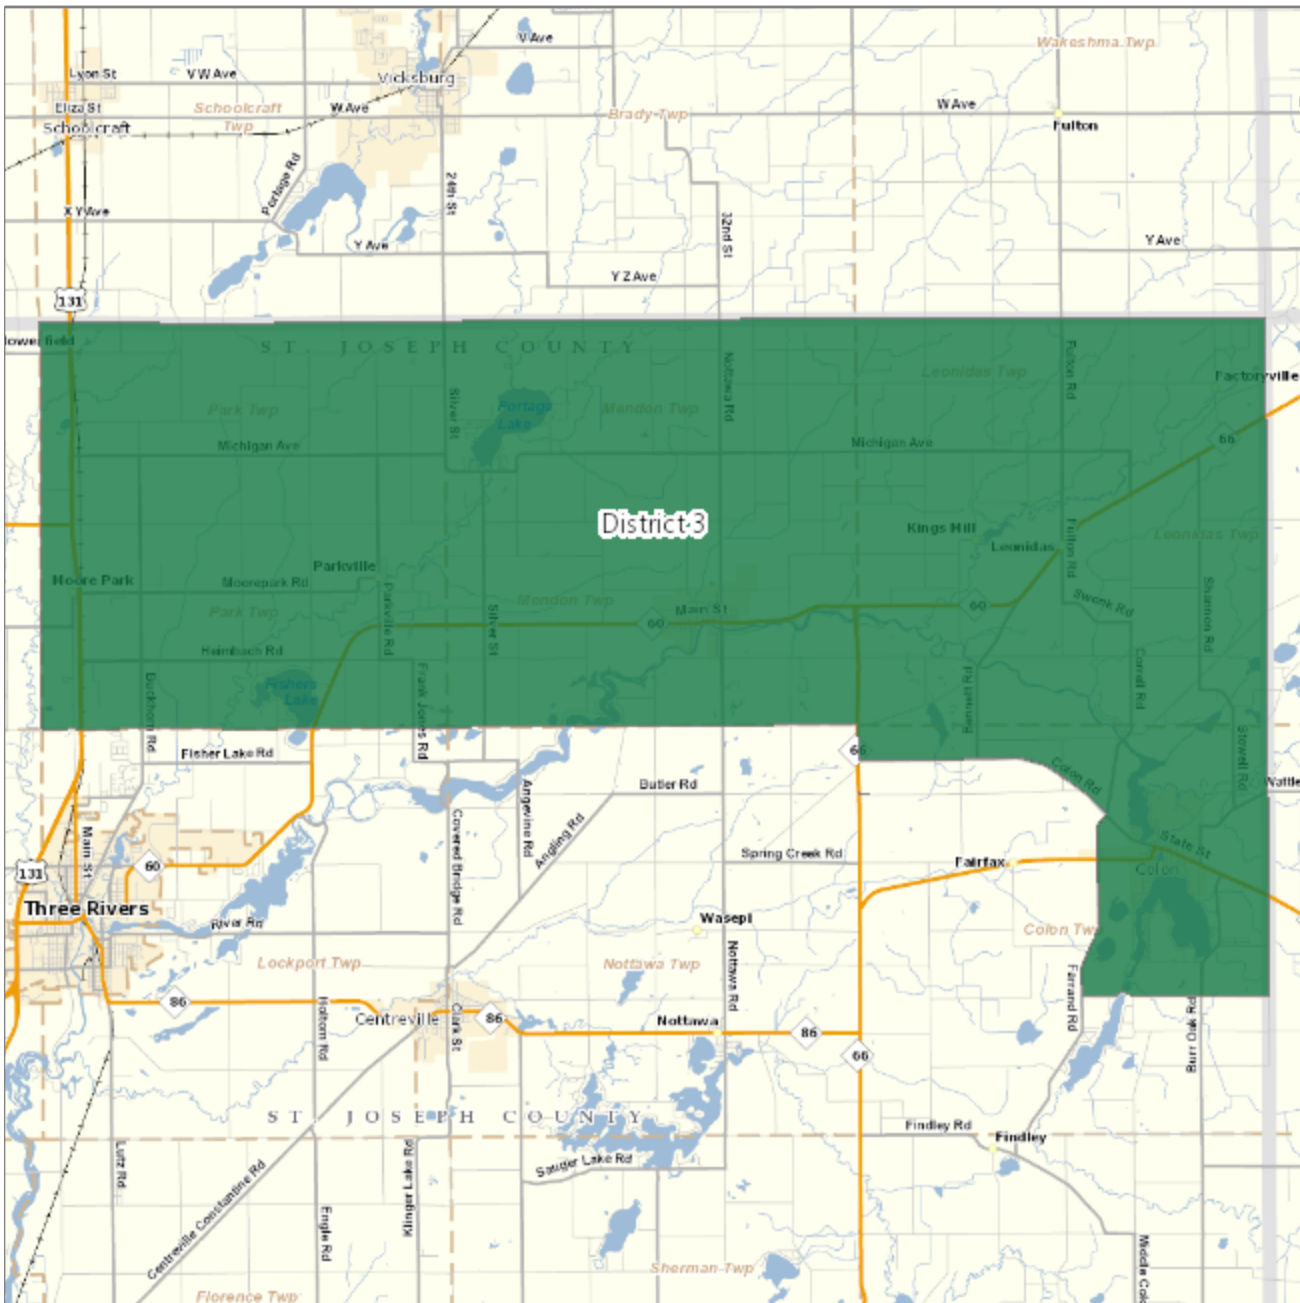 V Ave
Wakeshma Twp
Lyon St
V W Ave
Vicksburg
Eliza St
Schoolcraft
Twp
W Ave
Brady Twp
W Ave
Schoolcraft
Fulton
Portage Rd
24th St
X Y Ave
32nd St
Y Ave
Y Ave
Y Z Ave
131
ST. JOSEPH COUNTY
Nottawa Rd
Fulton Rd
Leonidas Twp
Factoryville
Silver St
Portage
Lake
Park Twp
Mendon Twp
Michigan Ave
Michigan Ave
66
District 3
Kings Hill
Leonidas
Fulton Rd
Leonidas Twp
Parkville
Moore Park
Moorepark Rd
Parkville Rd
Mendon Twp
Park Twp
Silver St
Main St
60
60
Swenk Rd
Shannon Rd
Heimbach Rd
Fishers
Lake
Buckhorn Rd
Frank Jones Rd
Corall Rd
Stowell Rd
Fisher Lake Rd
66
Colon Rd
Butler Rd
Wattle
Main St
Covered Bridge Rd
Angevine Rd
Angling Rd
State St
Spring Creek Rd
Fairfax
Colon
131
60
Three Rivers
River Rd
Wasepi
Colon Tw
Lockport Twp
Nottawa Twp
Nottawa Rd
Farrand Rd
86
Holtom Rd
Centreville
Clark St
86
Nottawa
86
66
Burr Oak Rd
ST. JOSEPH COUNTY
Findley Rd
Findley
Lutz Rd
Klinger Lake Rd
Sauger Lake Rd
Centreville Constantine Rd
Engle Rd
Sherman Twp
Middle Col
Florence Twp